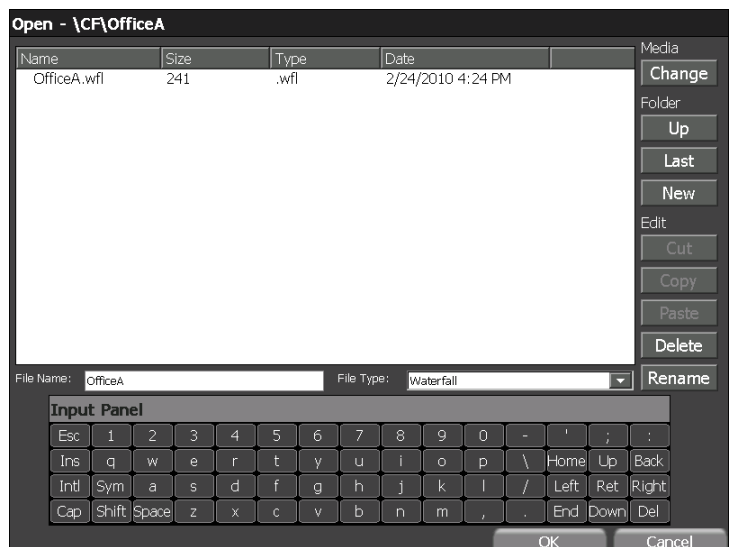 Open - \CF\OfficeA
Name Size Type Date
OfficeA.wfl 241 .wfl 2/24/2010 4:24 PM
Media
Change
Folder
Up
Last
New
Edit
Cut
Copy
Paste
Delete
Rename
File Name: OfficeA File Type: Waterfall
Input Panel
Esc 1 2 3 4 5 6 7 8 9 0 - ' ; :
Ins q w e r t y u i o p \ Home Up Back
Intl Sym a s d f g h j k l / Left Ret Right
Cap Shift Space z x c v b n m , . End Down Del
OK Cancel